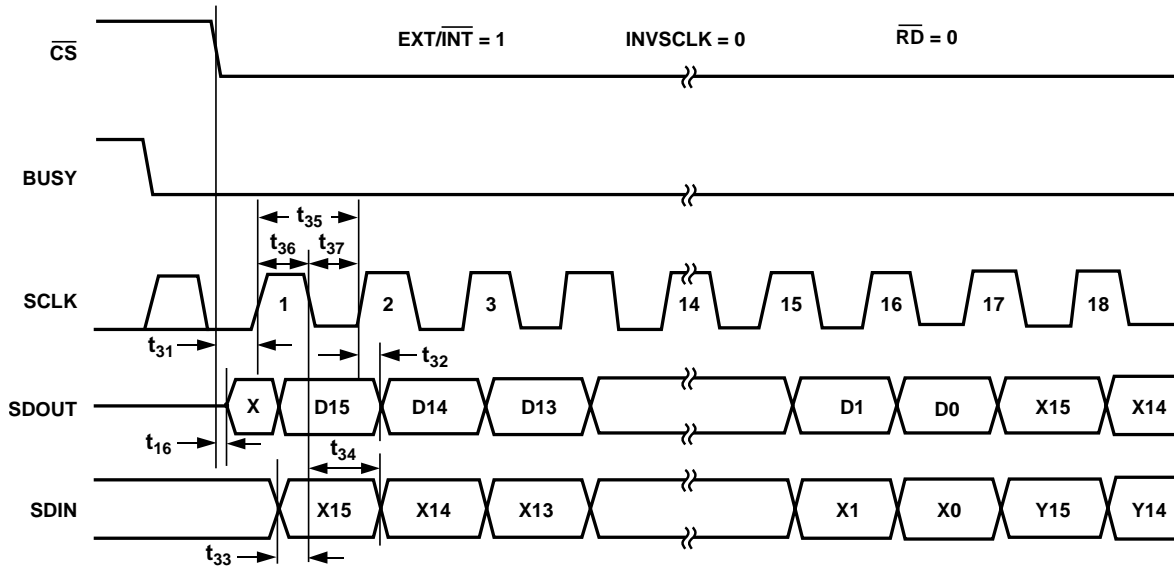 CS EXT/INT = 1 INVSCLK = 0 RD = 0
BUSY
t35
t36 t37
SCLK 1 2 3 14 15 16 17 18
t31 t32
SDOUT X D15 D14 D13 D1 D0 X15 X14
t16 t34
SDIN X15 X14 X13 X1 X0 Y15 Y14
t33